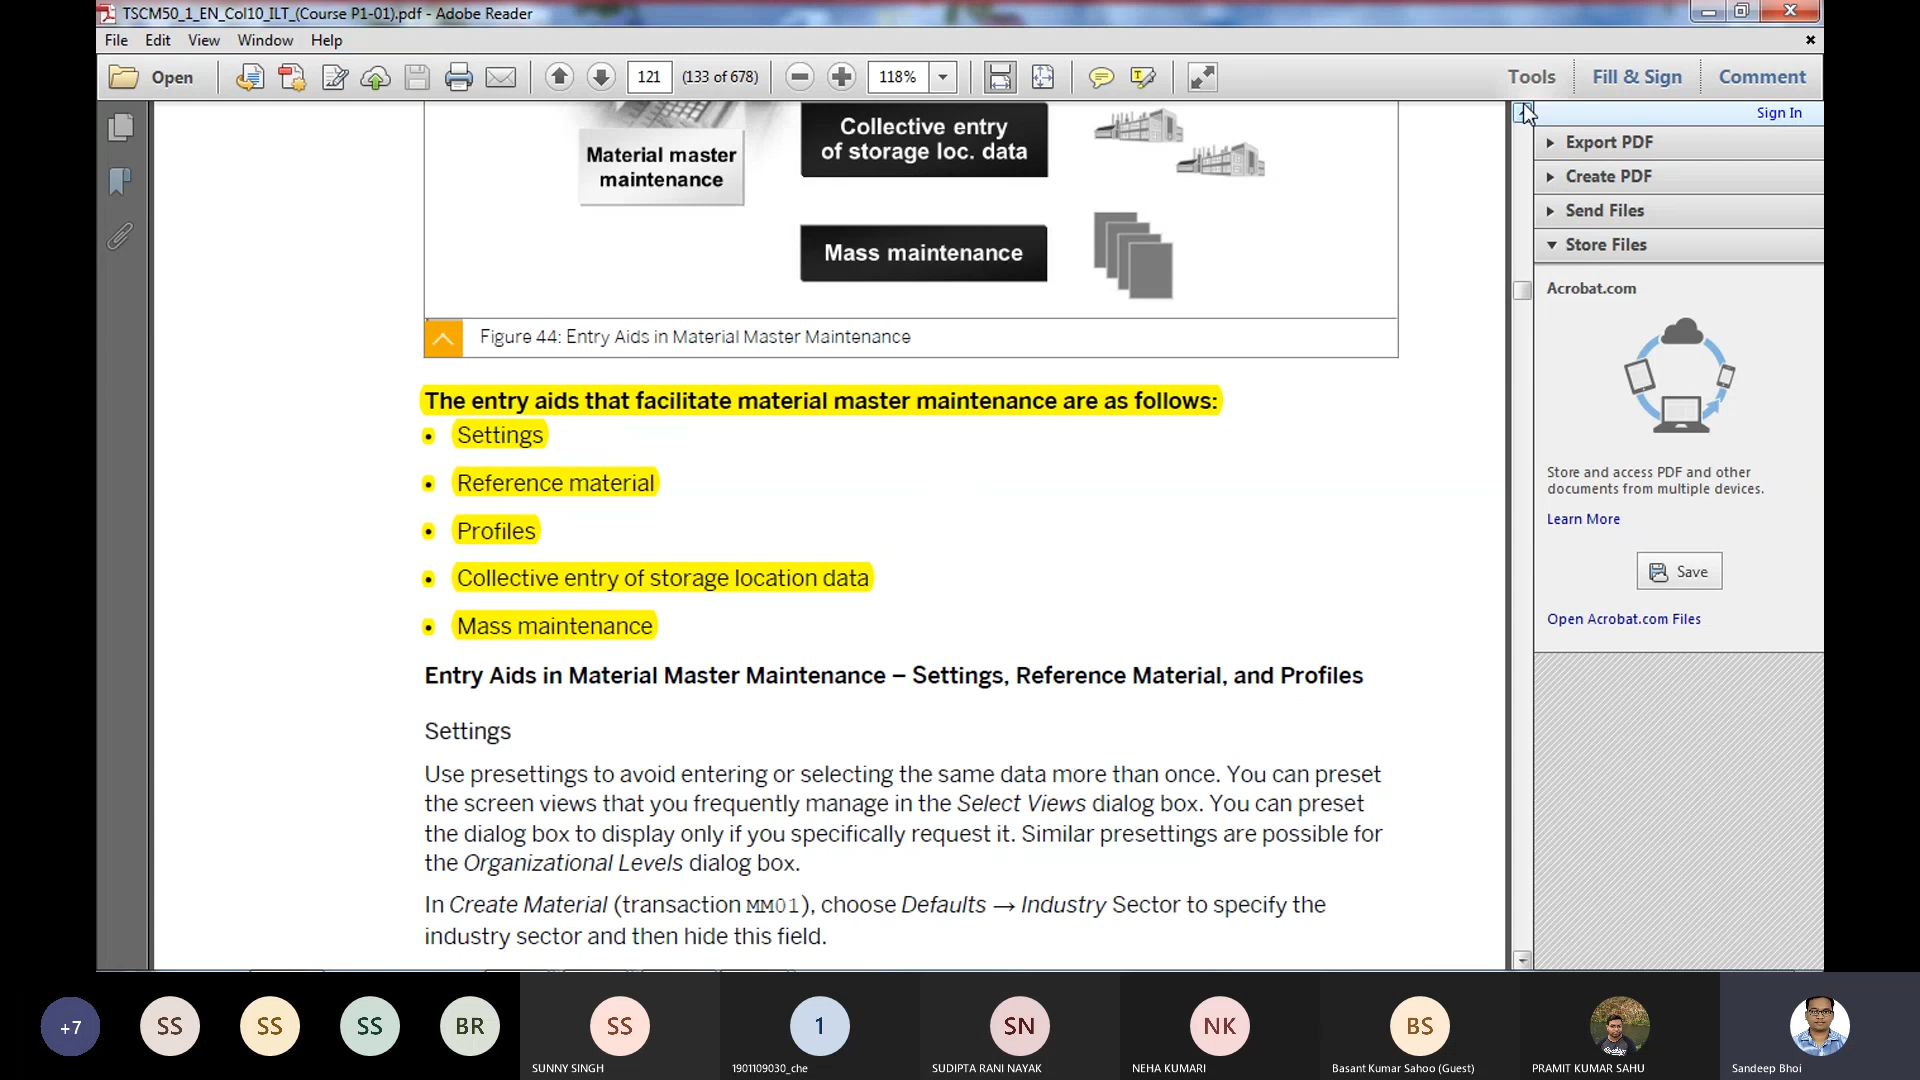 TSCM50_1_EN_Col10_ILT_(Course P1-01).pdf - Adobe Reader
File Edit View Window Help
Open 121 (133 of 678) 118% Tools Fill & Sign Comment
Sign In
Export PDF
Create PDF
Send Files
Store Files
Acrobat.com
Store and access PDF and other
documents from multiple devices.
Learn More
Save
Open Acrobat.com Files
Material master
maintenance
Collective entry
of storage loc. data
Mass maintenance
Figure 44: Entry Aids in Material Master Maintenance
The entry aids that facilitate material master maintenance are as follows:
• Settings
• Reference material
• Profiles
• Collective entry of storage location data
• Mass maintenance
Entry Aids in Material Master Maintenance – Settings, Reference Material, and Profiles
Settings
Use presettings to avoid entering or selecting the same data more than once. You can preset
the screen views that you frequently manage in the Select Views dialog box. You can preset
the dialog box to display only if you specifically request it. Similar presettings are possible for
the Organizational Levels dialog box.
In Create Material (transaction MM01), choose Defaults → Industry Sector to specify the
industry sector and then hide this field.
+7 SS SS SS BR SS 1 SN NK BS
SUNNY SINGH 1901109030_che SUDIPTA RANI NAYAK NEHA KUMARI Basant Kumar Sahoo (Guest) PRAMIT KUMAR SAHU Sandeep Bhoi